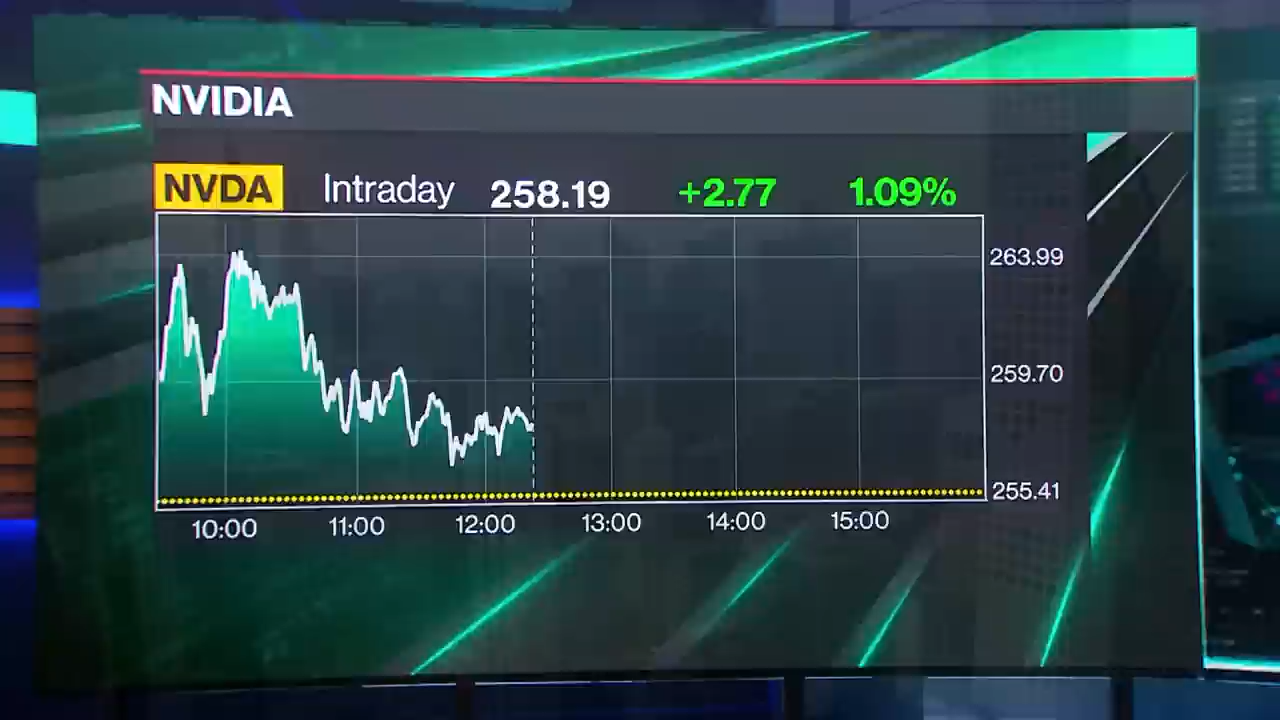 NVIDIA
NVDA Intraday 258.19 +2.77 1.09%
263.99
259.70
255.41
10:00 11:00 12:00 13:00 14:00 15:00